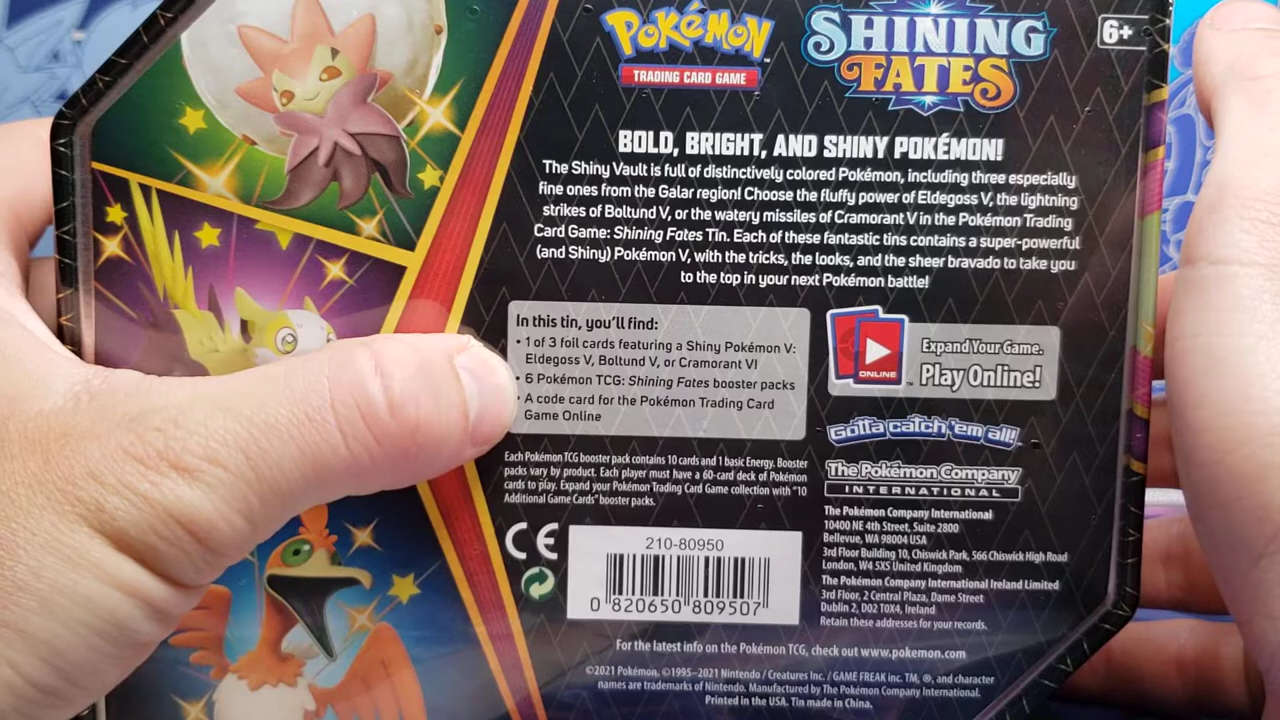 Pokémon
TRADING CARD GAME
SHINING
FATES
6+
BOLD, BRIGHT, AND SHINY POKÉMON!
The Shiny Vault is full of distinctively colored Pokémon, including three especially
fine ones from the Galar region! Choose the fluffy power of Eldegoss V, the lightning
strikes of Boltund V, or the watery missiles of Cramorant V in the Pokémon Trading
Card Game: Shining Fates Tin. Each of these fantastic tins contains a super-powerful
(and Shiny) Pokémon V, with the tricks, the looks, and the sheer bravado to take you
to the top in your next Pokémon battle!
In this tin, you'll find:
• 1 of 3 foil cards featuring a Shiny Pokémon V:
Eldegoss V, Boltund V, or Cramorant V!
• 6 Pokémon TCG: Shining Fates booster packs
• A code card for the Pokémon Trading Card
Game Online
ONLINE
™
Expand Your Game.
Play Online!
Gotta catch 'em all!
The Pokémon Company
INTERNATIONAL
Each Pokémon TCG booster pack contains 10 cards and 1 basic Energy. Booster
packs vary by product. Each player must have a 60-card deck of Pokémon
cards to play. Expand your Pokémon Trading Card Game collection with "10
Additional Game Cards" booster packs.
CE
210-80950
0 820650 809507
The Pokémon Company International
10400 NE 4th Street, Suite 2800
Bellevue, WA 98004 USA
3rd Floor Building 10, Chiswick Park, 566 Chiswick High Road
London, W4 5XS United Kingdom
The Pokémon Company International Ireland Limited
3rd Floor, 2 Central Plaza, Dame Street
Dublin 2, D02 T0X4, Ireland
Retain these addresses for your records.
For the latest info on the Pokémon TCG, check out www.pokemon.com
©2021 Pokémon. ©1995–2021 Nintendo / Creatures Inc. / GAME FREAK inc. TM, ®, and character
names are trademarks of Nintendo. Manufactured by The Pokémon Company International.
Printed in the USA. Tin made in China.